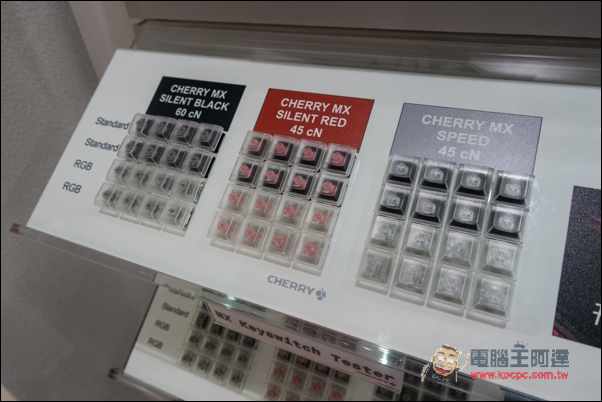 CHERRY MX
SILENT BLACK
60 cN
CHERRY MX
SILENT RED
45 cN
CHERRY MX
SPEED
45 cN
Standard
Standard
RGB
RGB
CHERRY
Standard
RGB
RGB
MX Keyswitch Tester
電腦王阿達
www.kocpc.com.tw